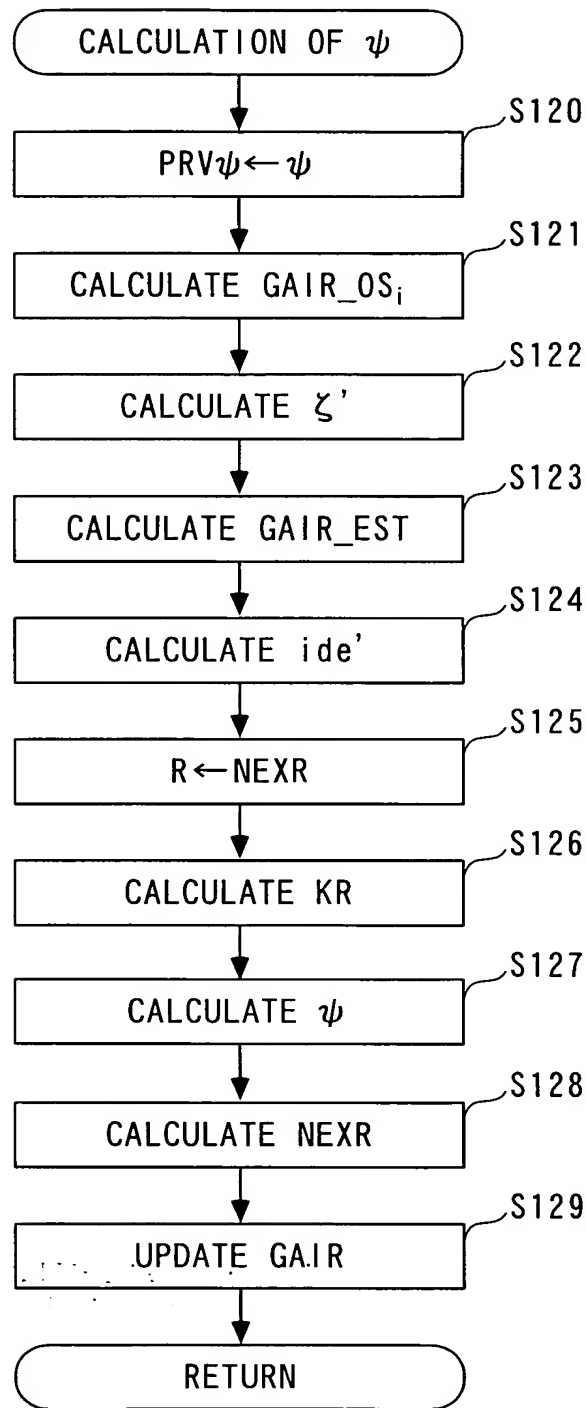 CALCULATION OF ψ
S120
PRVψ←ψ
S121
CALCULATE GAIR_OSi
S122
CALCULATE ζ'
S123
CALCULATE GAIR_EST
S124
CALCULATE ide'
S125
R←NEXR
S126
CALCULATE KR
S127
CALCULATE ψ
S128
CALCULATE NEXR
S129
UPDATE GAIR
RETURN